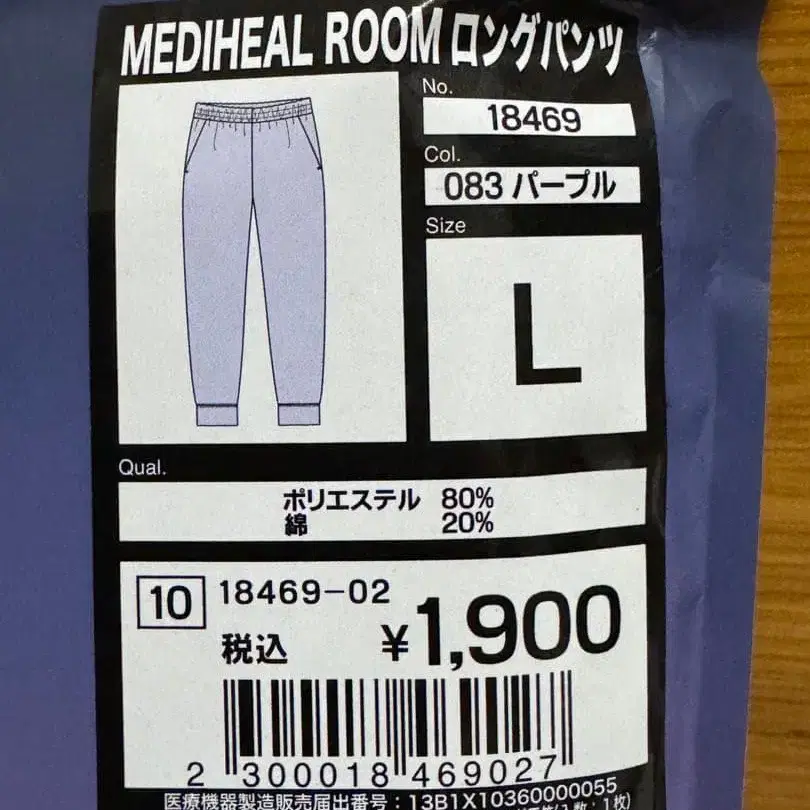 MEDIHEAL ROOM ロングパンツ
No.
18469
Col.
083 パープル
Size
L
Qual.
ポリエステル 80%
綿 20%
10 18469-02
税込 ¥1,900
2 300018 469027
医療機器製造販売届出番号:13B1X10360000055